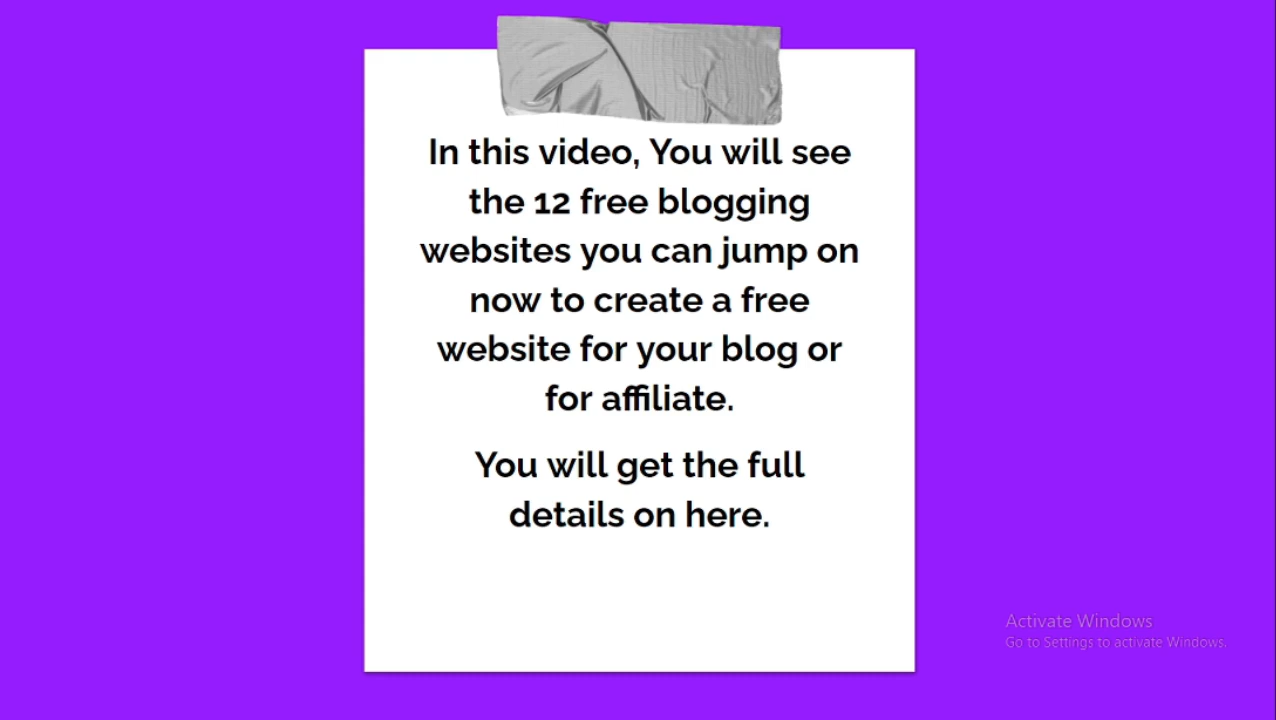 In this video, You will see
the 12 free blogging
websites you can jump on
now to create a free
website for your blog or
for affiliate.
You will get the full
details on here.
Activate Windows
Go to Settings to activate Windows.